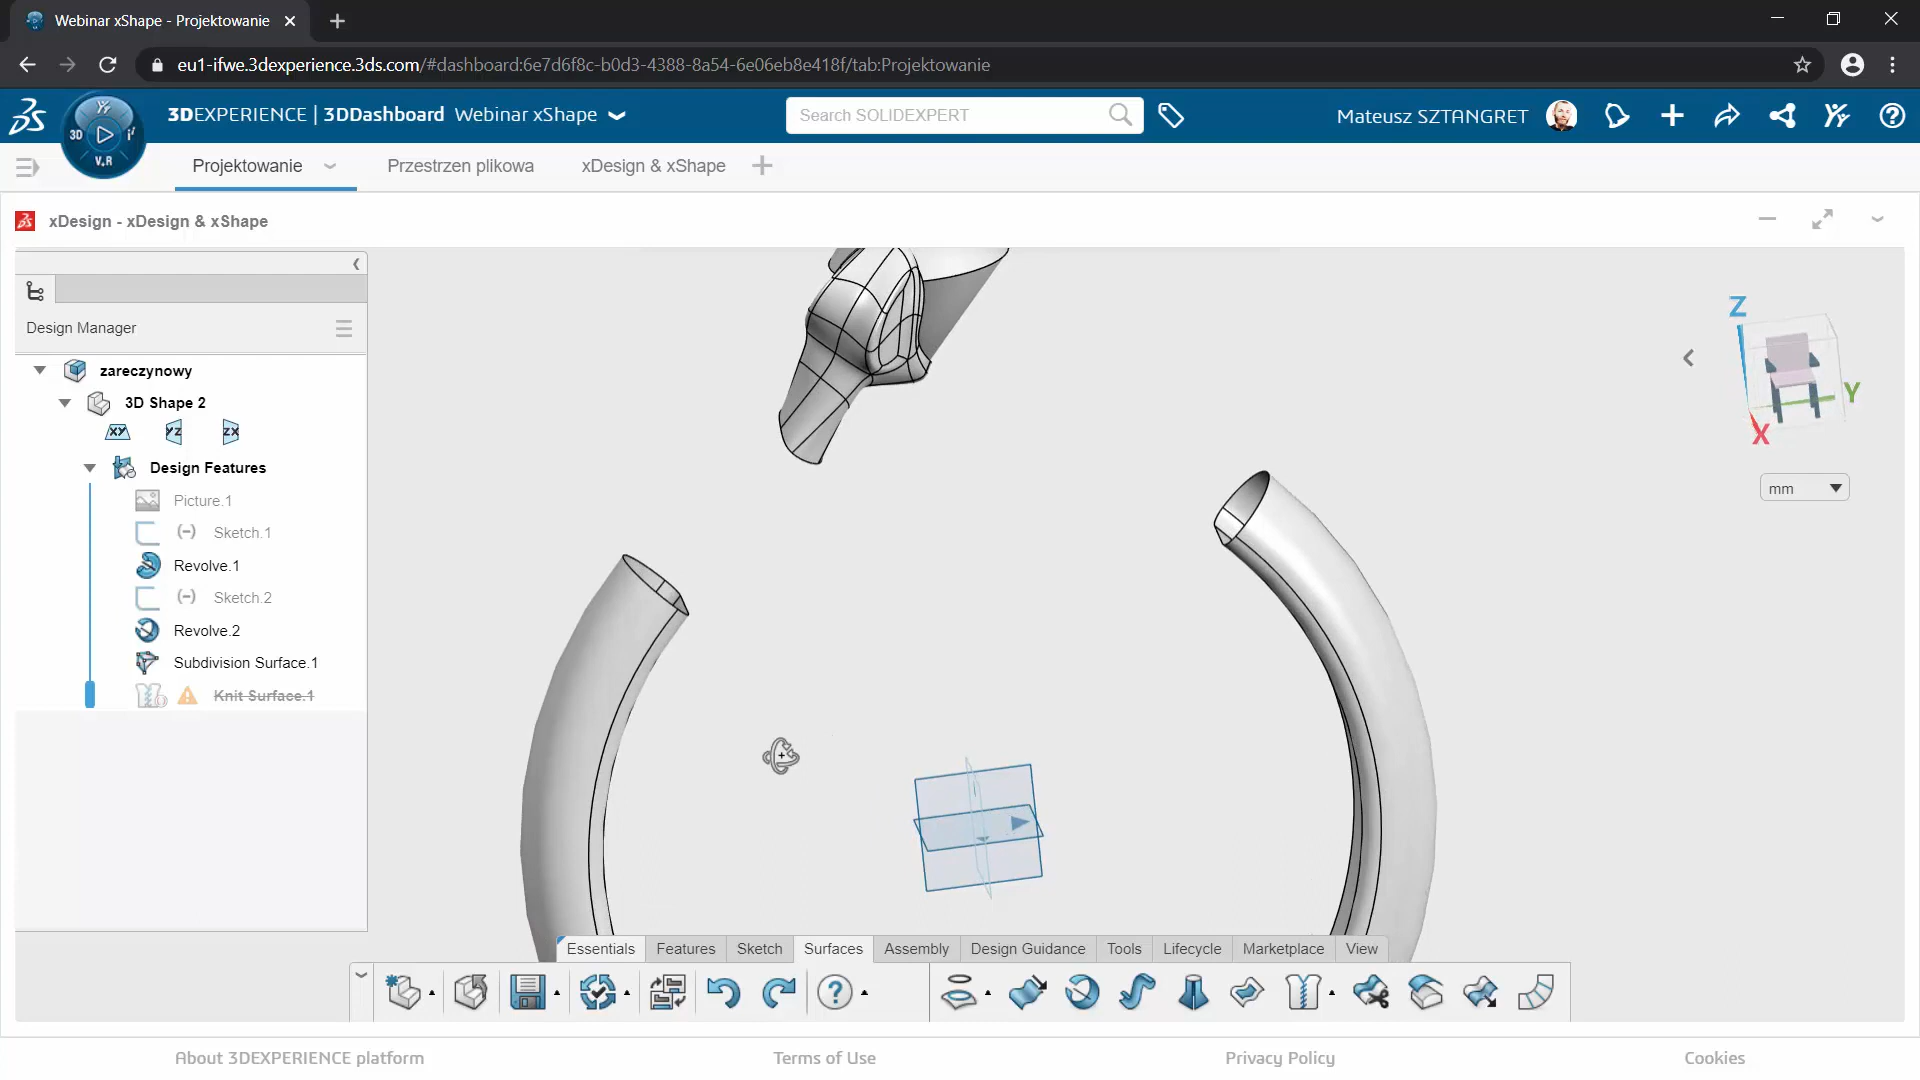 Webinar xShape - Projektowanie
eu1-ifwe.3dexperience.3ds.com/#dashboard:6e7d6f8c-b0d3-4388-8a54-6e06eb8e418f/tab:Projektowanie
3DEXPERIENCE | 3DDashboard Webinar xShape
Search SOLIDEXPERT
Mateusz SZTANGRET
3D
V.R
Projektowanie
Przestrzen plikowa
xDesign & xShape
xDesign - xDesign & xShape
Design Manager
zareczynowy
3D Shape 2
XY
YZ
ZX
Design Features
Picture.1
(-) Sketch.1
Revolve.1
(-) Sketch.2
Revolve.2
Subdivision Surface.1
Knit Surface.1
Z
Y
X
mm
Essentials
Features
Sketch
Surfaces
Assembly
Design Guidance
Tools
Lifecycle
Marketplace
View
About 3DEXPERIENCE platform
Terms of Use
Privacy Policy
Cookies